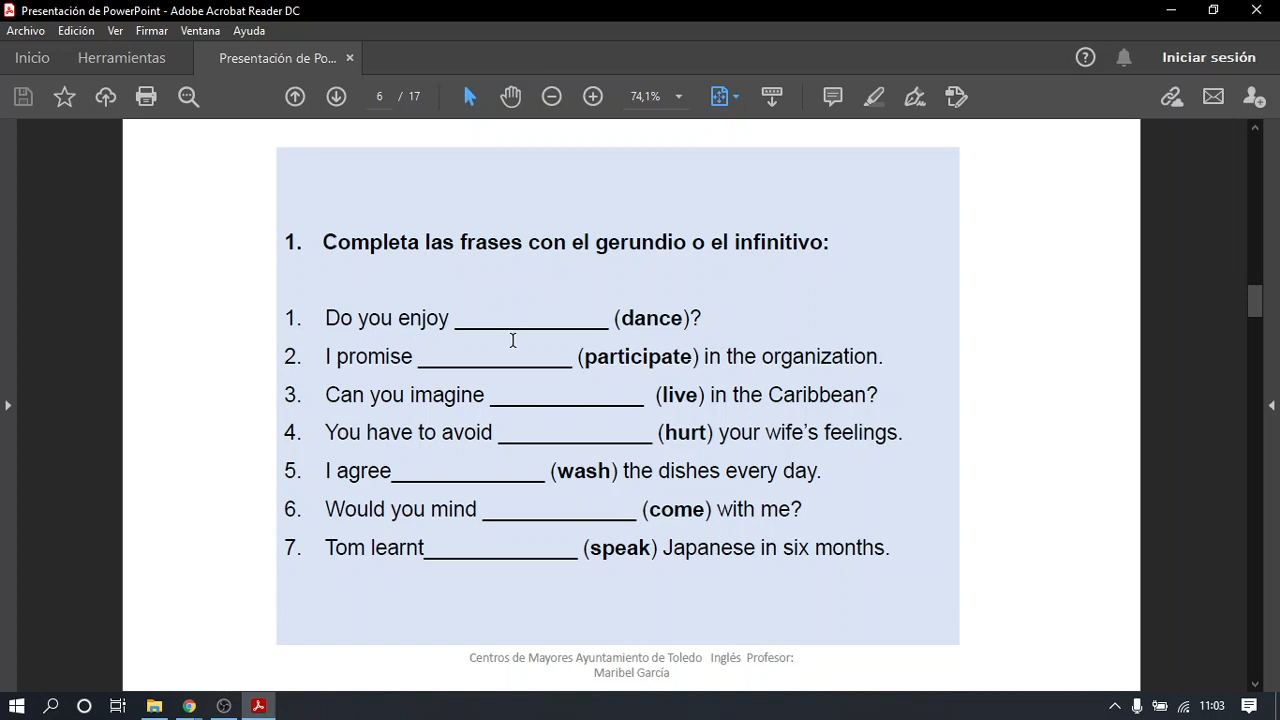 Presentación de PowerPoint - Adobe Acrobat Reader DC
Archivo Edición Ver Firmar Ventana Ayuda
Inicio Herramientas Presentación de Po... × Iniciar sesión
6 / 17 74,1%
1. Completa las frases con el gerundio o el infinitivo:
1. Do you enjoy ______________ (dance)?
2. I promise ______________ (participate) in the organization.
3. Can you imagine ______________ (live) in the Caribbean?
4. You have to avoid ______________ (hurt) your wife’s feelings.
5. I agree______________ (wash) the dishes every day.
6. Would you mind ______________ (come) with me?
7. Tom learnt______________ (speak) Japanese in six months.
Centros de Mayores Ayuntamiento de Toledo Inglés Profesor:
Maribel García
11:03